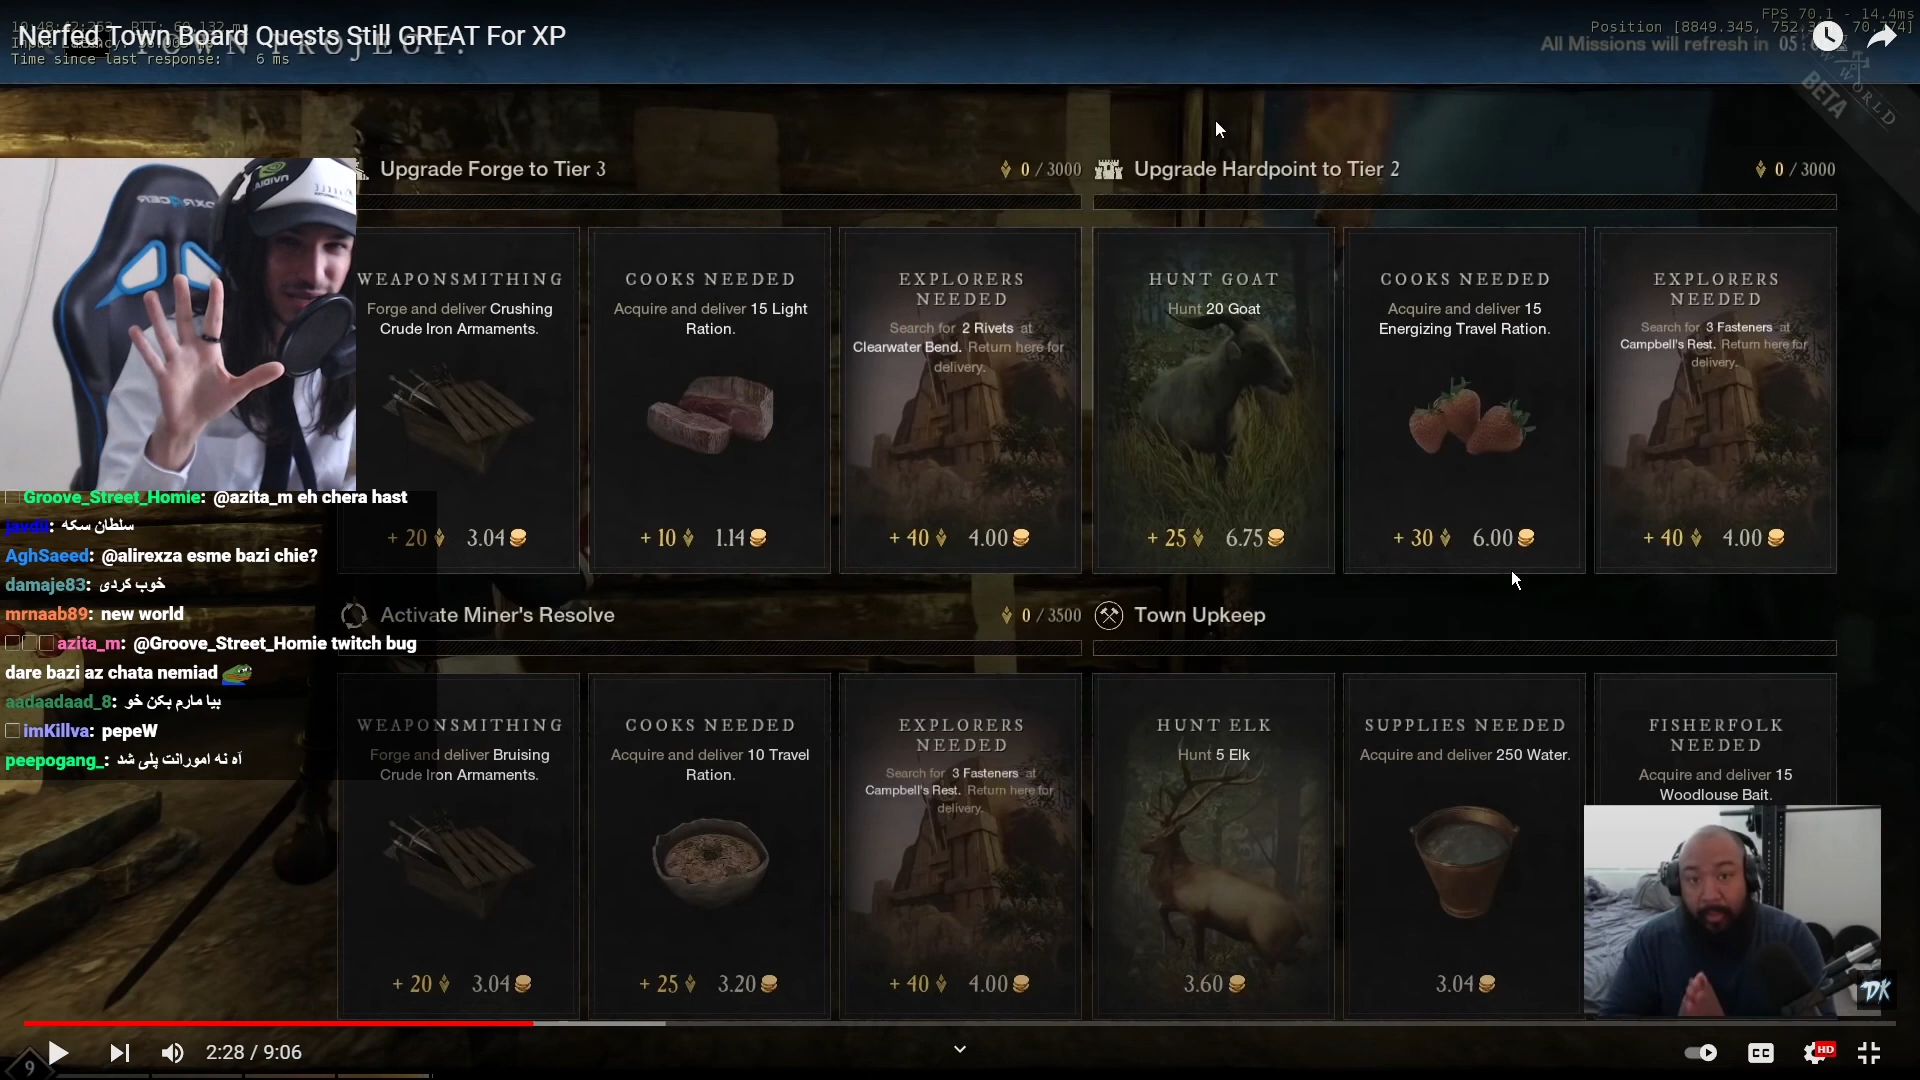 Nerfed Town Board Quests Still GREAT For XP
Time since last response: 6 ms
FPS 70.1 - 14.4ms
All Missions will refresh in 05:
BETA
Upgrade Forge to Tier 3
0 / 3000
Upgrade Hardpoint to Tier 2
0 / 3000
WEAPONSMITHING
Forge and deliver Crushing
Crude Iron Armaments.
+ 20 3.04
COOKS NEEDED
Acquire and deliver 15 Light
Ration.
+ 10 1.14
EXPLORERS
NEEDED
Search for 2 Rivets at
Clearwater Bend. Return here for
delivery.
+ 40 4.00
HUNT GOAT
Hunt 20 Goat
+ 25 6.75
COOKS NEEDED
Acquire and deliver 15
Energizing Travel Ration.
+ 30 6.00
EXPLORERS
NEEDED
Search for 3 Fasteners at
Campbell's Rest. Return here for
delivery.
+ 40 4.00
Groove_Street_Homie: @azita_m eh chera hast
سلطان سکه
AghSaeed: @alirexza esme bazi chie?
damaje83: خوب کردی
mrnaab89: new world
azita_m: @Groove_Street_Homie twitch bug
dare bazi az chata nemiad
aadaadaad_8: بیا مارم بکن خو
imKillva: pepeW
peepogang_: آه نه امورانت پلی شد
Activate Miner's Resolve
0 / 3500
Town Upkeep
WEAPONSMITHING
Forge and deliver Bruising
Crude Iron Armaments.
+ 20 3.04
COOKS NEEDED
Acquire and deliver 10 Travel
Ration.
+ 25 3.20
EXPLORERS
NEEDED
Search for 3 Fasteners at
Campbell's Rest. Return here for
delivery.
+ 40 4.00
HUNT ELK
Hunt 5 Elk
3.60
SUPPLIES NEEDED
Acquire and deliver 250 Water.
3.04
FISHERFOLK
NEEDED
Acquire and deliver 15
Woodlouse Bait.
DK
2:28 / 9:06
CC
HD
9